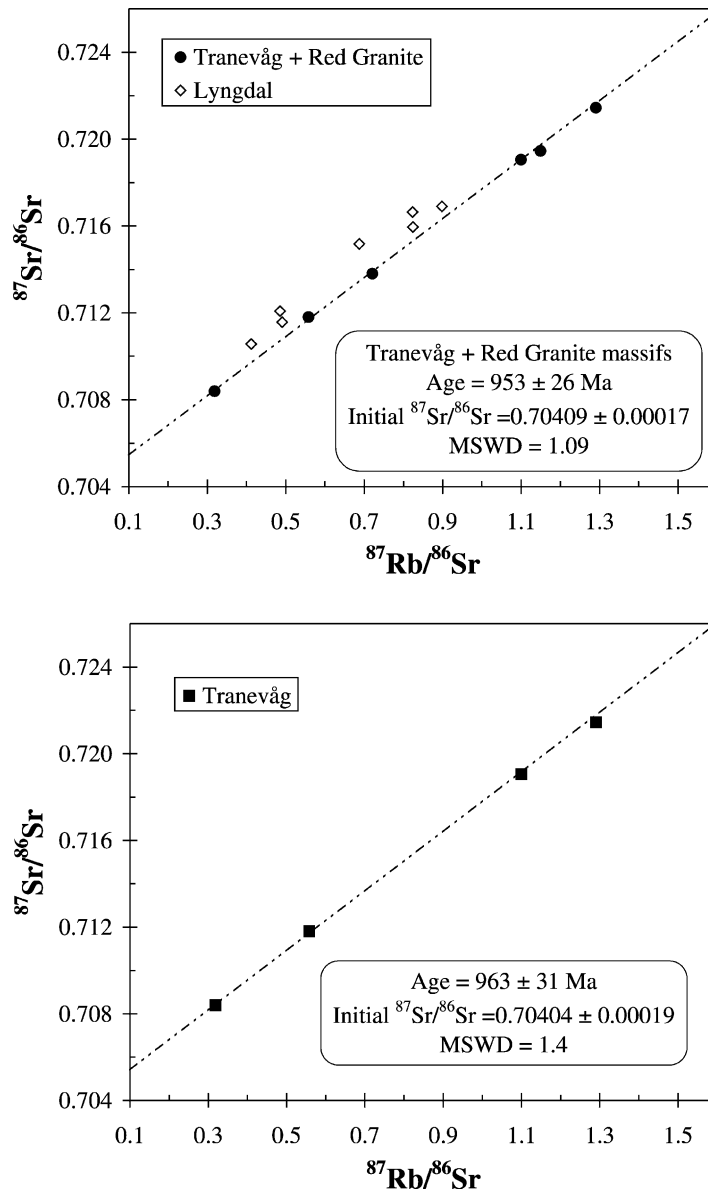 0.724
0.720
0.716
0.712
0.708
0.704
⁸⁷Sr/⁸⁶Sr
Tranevåg + Red Granite
Lyngdal
Tranevåg + Red Granite massifs
Age = 953 ± 26 Ma
Initial ⁸⁷Sr/⁸⁶Sr =0.70409 ± 0.00017
MSWD = 1.09
0.1 0.3 0.5 0.7 0.9 1.1 1.3 1.5
⁸⁷Rb/⁸⁶Sr
0.724
0.720
0.716
0.712
0.708
0.704
⁸⁷Sr/⁸⁶Sr
Tranevåg
Age = 963 ± 31 Ma
Initial ⁸⁷Sr/⁸⁶Sr =0.70404 ± 0.00019
MSWD = 1.4
0.1 0.3 0.5 0.7 0.9 1.1 1.3 1.5
⁸⁷Rb/⁸⁶Sr